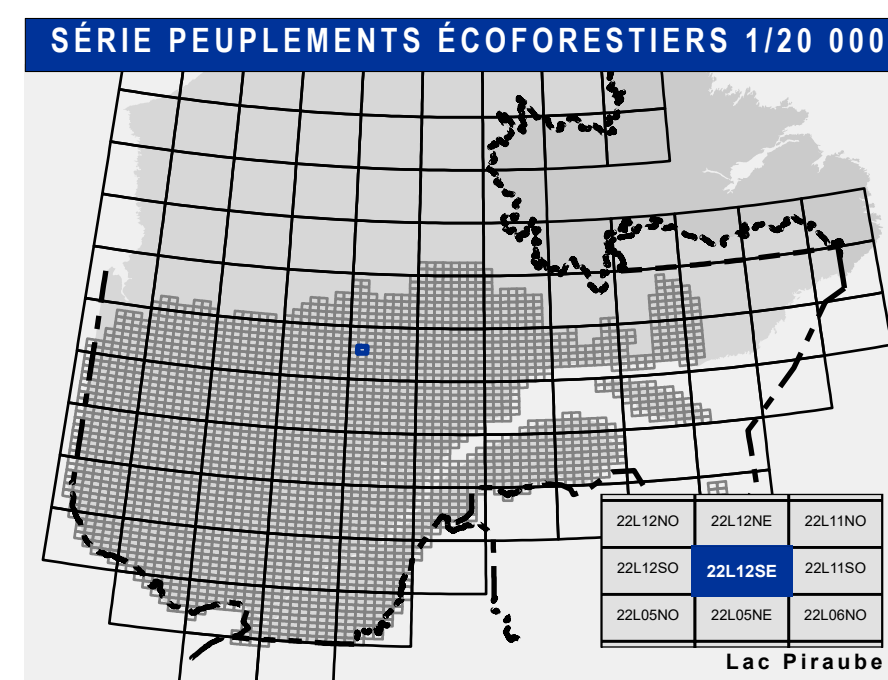 SÉRIE PEUPLEMENTS ÉCOFORESTIERS 1/20 000
22L12NO 22L12NE 22L11NO
22L12SO 22L12SE 22L11SO
22L05NO 22L05NE 22L06NO
Lac Piraube